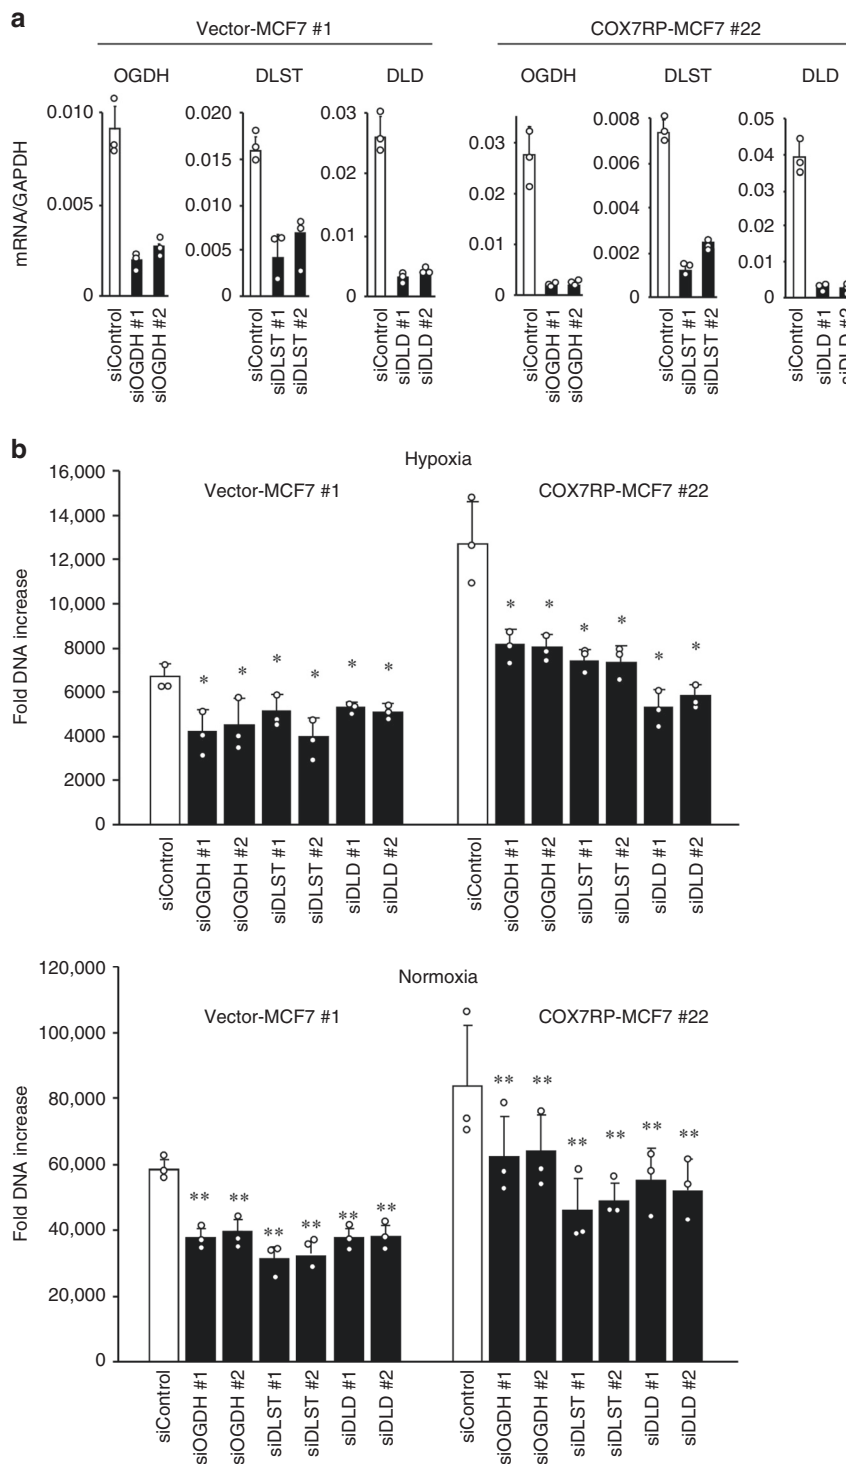 a
Vector-MCF7 #1
COX7RP-MCF7 #22
OGDH
DLST
DLD
OGDH
DLST
DLD
mRNA/GAPDH
0.010
0.005
0
siControl
siOGDH #1
siOGDH #2
0.020
0.015
0.010
0.005
0
siControl
siDLST #1
siDLST #2
0.03
0.02
0.01
0
siControl
siDLD #1
siDLD #2
0.03
0.02
0.01
0
siControl
siOGDH #1
siOGDH #2
0.008
0.006
0.004
0.002
0
siControl
siDLST #1
siDLST #2
0.05
0.04
0.03
0.02
0.01
0
siControl
siDLD #1
siDLD #2
b
Hypoxia
Vector-MCF7 #1
COX7RP-MCF7 #22
Fold DNA increase
16,000
14,000
12,000
10,000
8000
6000
4000
2000
0
* * * * * *
* * * * * *
siControl
siOGDH #1
siOGDH #2
siDLST #1
siDLST #2
siDLD #1
siDLD #2
siControl
siOGDH #1
siOGDH #2
siDLST #1
siDLST #2
siDLD #1
siDLD #2
Normoxia
Vector-MCF7 #1
COX7RP-MCF7 #22
Fold DNA increase
120,000
100,000
80,000
60,000
40,000
20,000
0
** ** ** ** ** **
** ** ** ** ** **
siControl
siOGDH #1
siOGDH #2
siDLST #1
siDLST #2
siDLD #1
siDLD #2
siControl
siOGDH #1
siOGDH #2
siDLST #1
siDLST #2
siDLD #1
siDLD #2